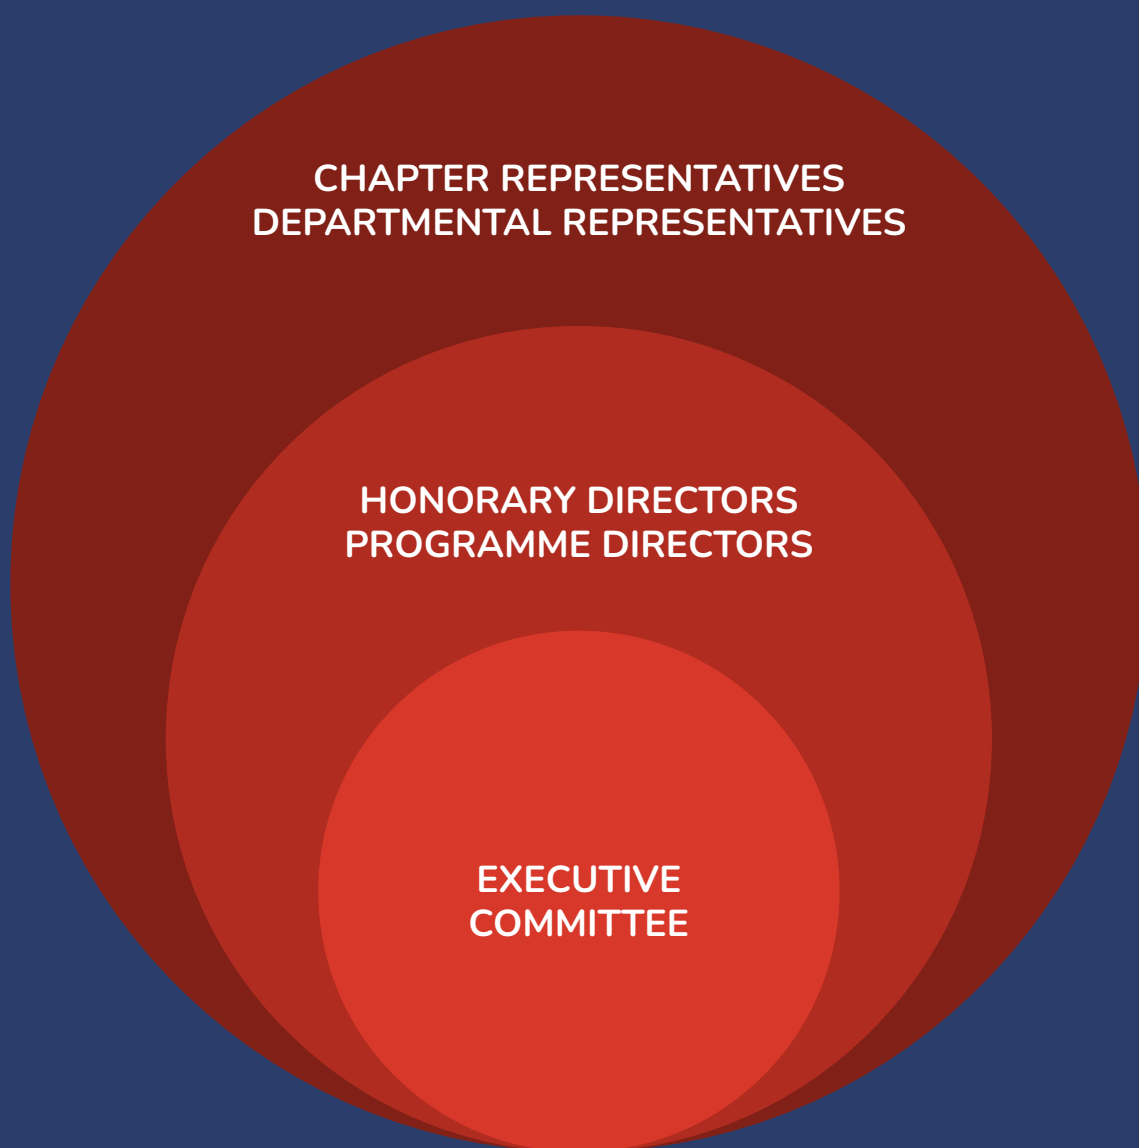 CHAPTER REPRESENTATIVES
DEPARTMENTAL REPRESENTATIVES
HONORARY DIRECTORS
PROGRAMME DIRECTORS
EXECUTIVE
COMMITTEE